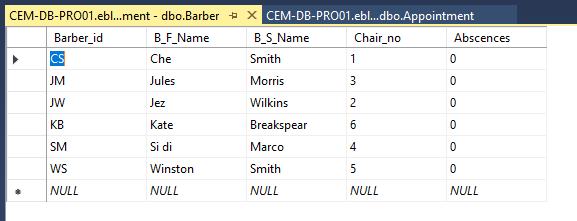 CEM-DB-PRO01.ebl...ment - dbo.Barber CEM-DB-PRO01.ebl...dbo.Appointment
Barber_id B_F_Name B_S_Name Chair_no Abscences
CS Che Smith 1 0
JM Jules Morris 3 0
JW Jez Wilkins 2 0
KB Kate Breakspear 6 0
SM Si di Marco 4 0
WS Winston Smith 5 0
NULL NULL NULL NULL NULL